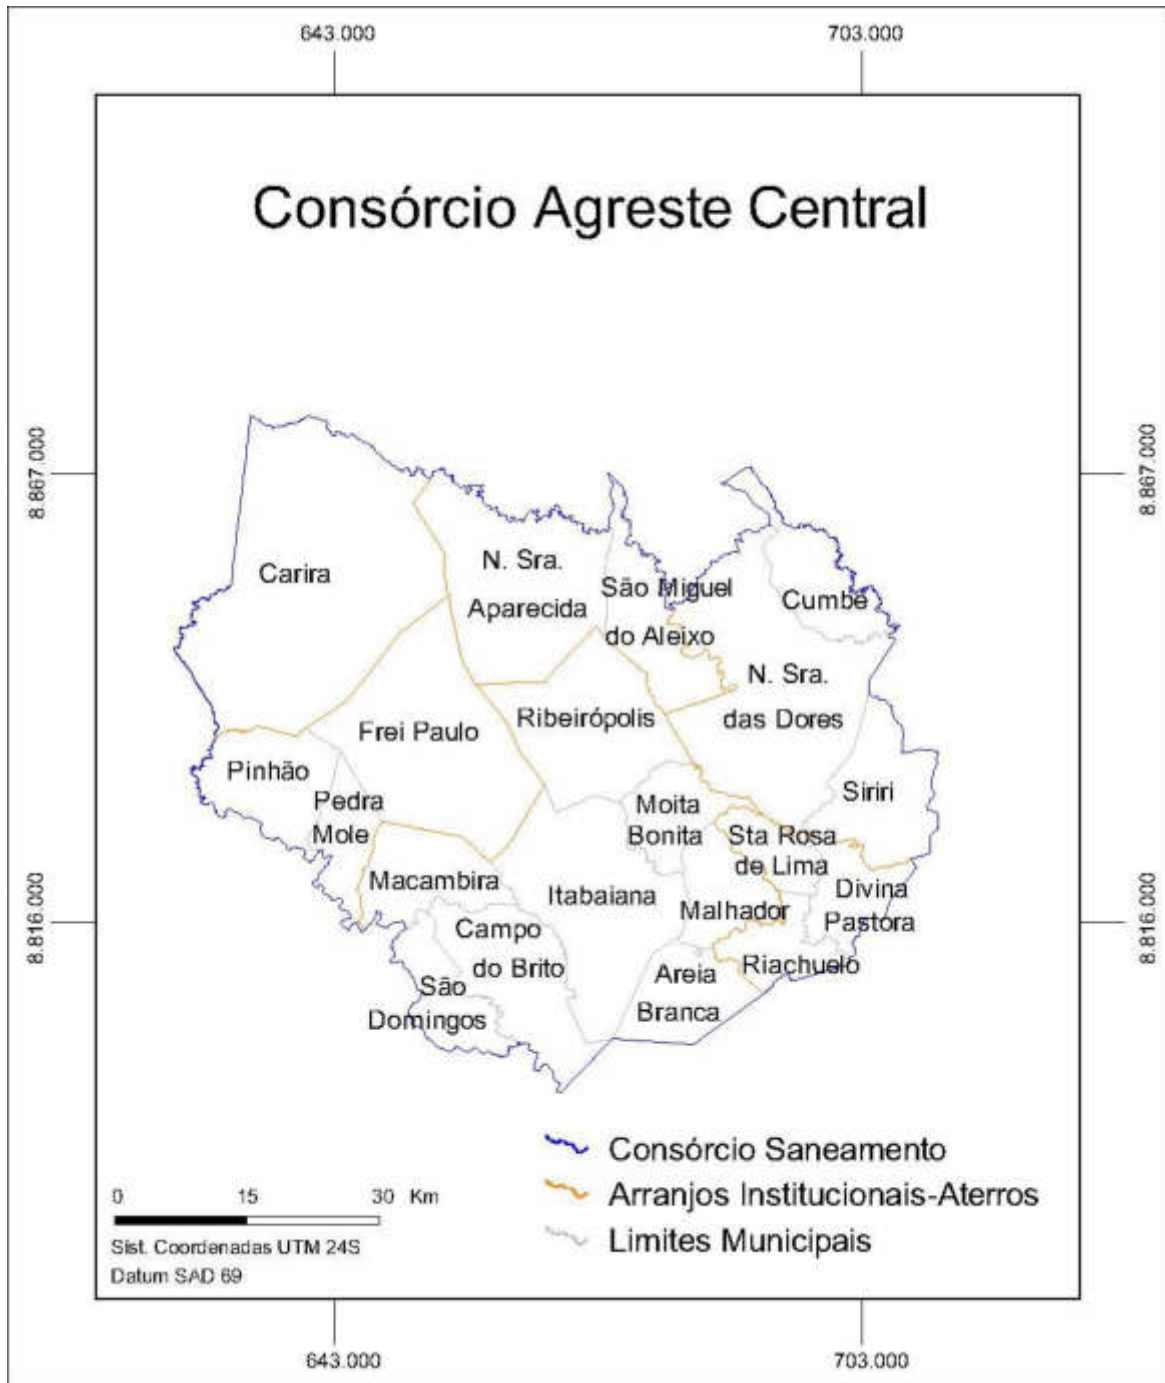 643.000
703.000
Consórcio Agreste Central
8.867.000
8.867.000
Carira
N. Sra.
Aparecida
São Miguel
do Aleixo
Cumbe
N. Sra.
das Dores
Frei Paulo
Ribeirópolis
Pinhão
Pedra
Mole
Siriri
Moita
Bonita
Sta Rosa
de Lima
Macambira
Itabaiana
Malhador
Divina
Pastora
Campo
do Brito
São
Domingos
Areia
Branca
Riachuelo
8.816.000
8.816.000
Consórcio Saneamento
Arranjos Institucionais-Aterros
Limites Municipais
0 15 30 Km
Sist. Coordenadas UTM 24S
Datum SAD 69
643.000
703.000